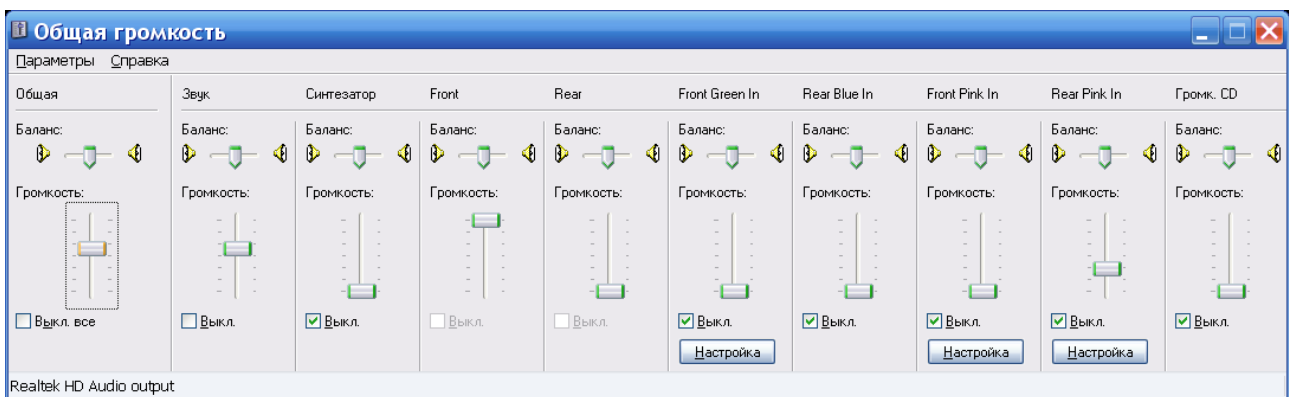 Общая громкость
Параметры Справка
Общая Звук Синтезатор Front Rear Front Green In Rear Blue In Front Pink In Rear Pink In Громк. CD
Баланс: Баланс: Баланс: Баланс: Баланс: Баланс: Баланс: Баланс: Баланс: Баланс:
Громкость: Громкость: Громкость: Громкость: Громкость: Громкость: Громкость: Громкость: Громкость: Громкость:
Выкл. все Выкл. Выкл. Выкл. Выкл. Выкл. Выкл. Выкл. Выкл. Выкл.
Настройка Настройка Настройка
Realtek HD Audio output